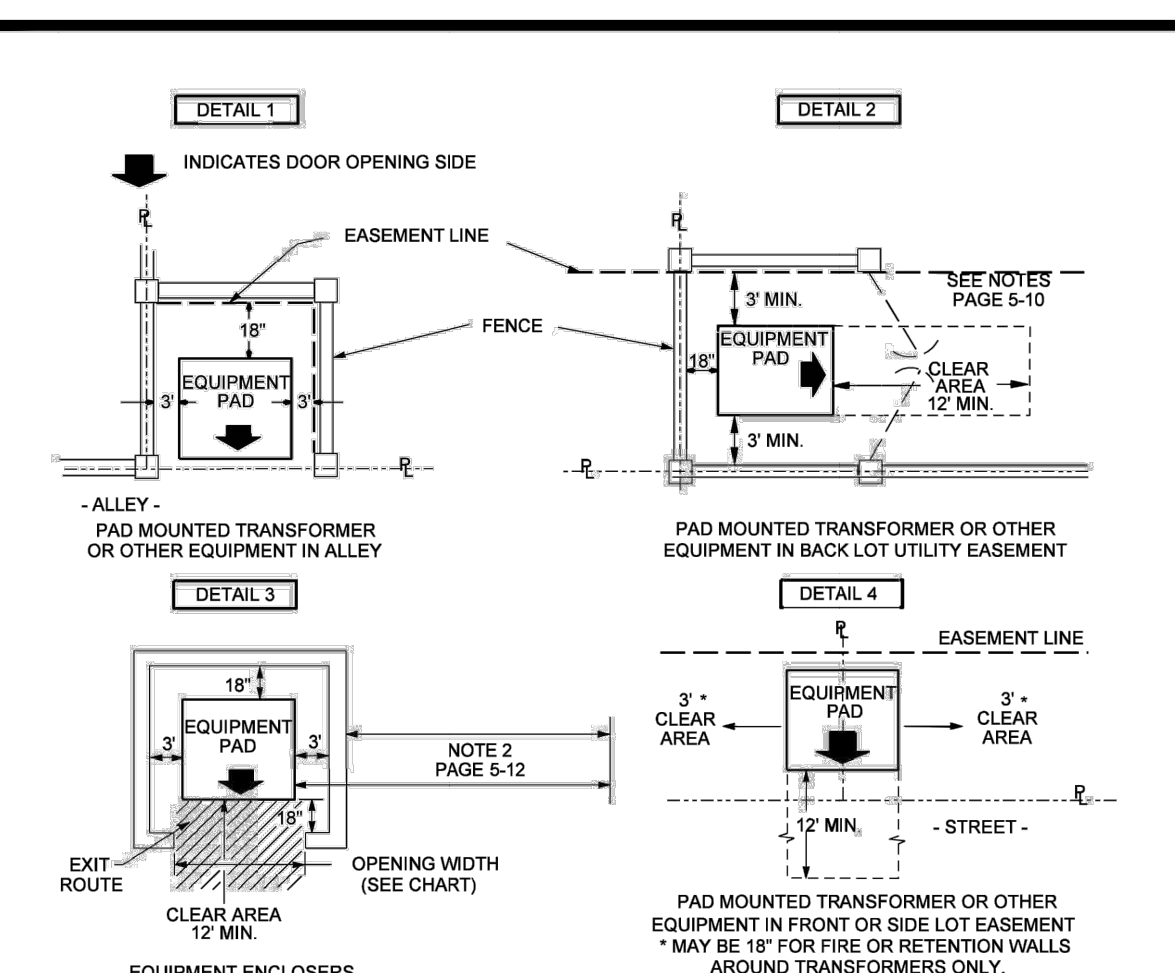 DETAIL 1
INDICATES DOOR OPENING SIDE
PL
EASEMENT LINE
18"
FENCE
EQUIPMENT
PAD
3'
3'
PL
- ALLEY -
PAD MOUNTED TRANSFORMER
OR OTHER EQUIPMENT IN ALLEY
DETAIL 2
PL
SEE NOTES
PAGE 5-10
3' MIN.
EQUIPMENT
PAD
18"
CLEAR
AREA
12' MIN.
3' MIN.
PL
PAD MOUNTED TRANSFORMER OR OTHER
EQUIPMENT IN BACK LOT UTILITY EASEMENT
DETAIL 3
18"
EQUIPMENT
PAD
3'
3'
NOTE 2
PAGE 5-12
18"
EXIT
ROUTE
OPENING WIDTH
(SEE CHART)
CLEAR AREA
12' MIN.
EQUIPMENT ENCLOSERS
DETAIL 4
PL
EASEMENT LINE
EQUIPMENT
PAD
3' *
CLEAR
AREA
3' *
CLEAR
AREA
PL
12' MIN.
- STREET -
PAD MOUNTED TRANSFORMER OR OTHER
EQUIPMENT IN FRONT OR SIDE LOT EASEMENT
* MAY BE 18" FOR FIRE OR RETENTION WALLS
AROUND TRANSFORMERS ONLY.